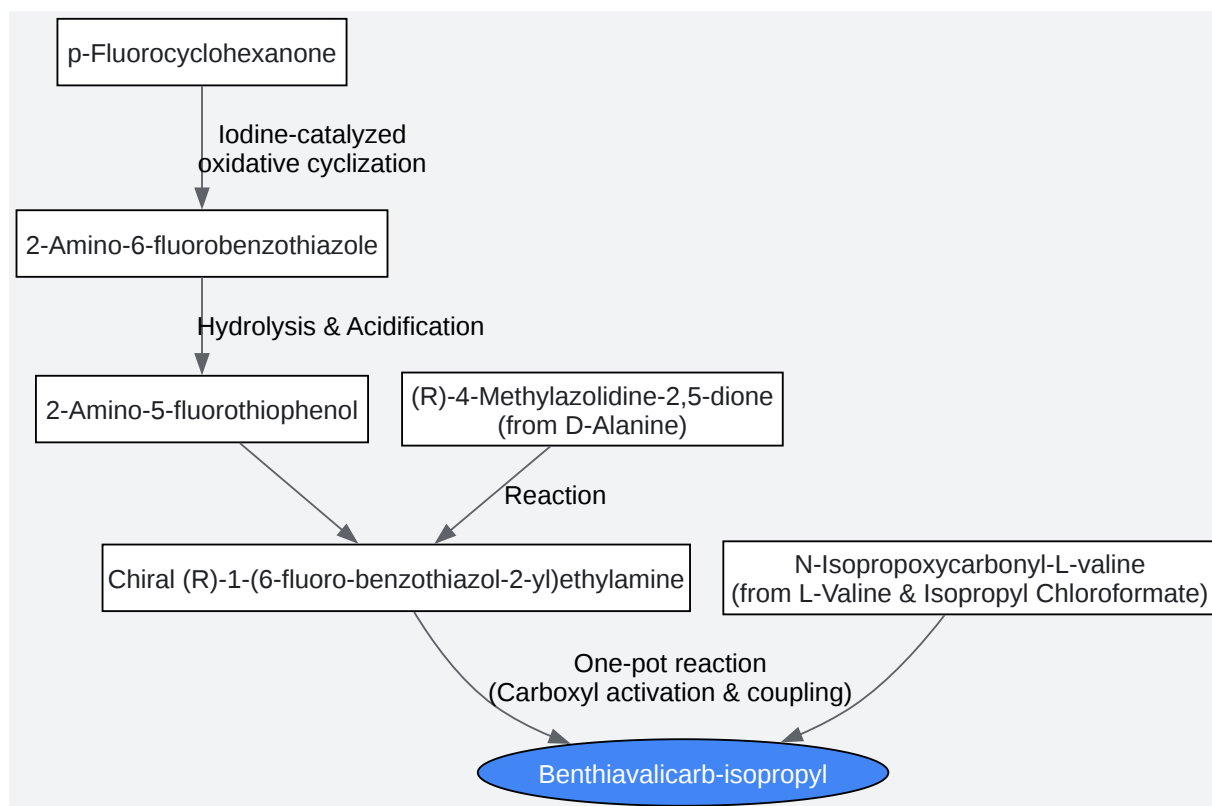 p-Fluorocyclohexanone
Iodine-catalyzed
oxidative cyclization
2-Amino-6-fluorobenzothiazole
Hydrolysis & Acidification
2-Amino-5-fluorothiophenol
(R)-4-Methylazolidine-2,5-dione
(from D-Alanine)
Reaction
Chiral (R)-1-(6-fluoro-benzothiazol-2-yl)ethylamine
N-Isopropoxycarbonyl-L-valine
(from L-Valine & Isopropyl Chloroformate)
One-pot reaction
(Carboxyl activation & coupling)
Benthiavalicarb-isopropyl